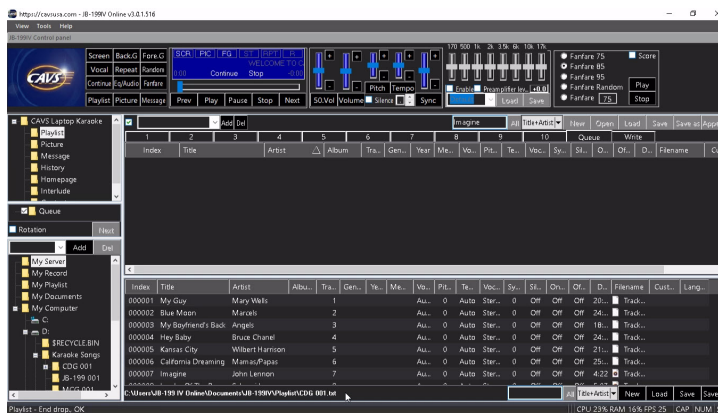 https://cavsusa.com - JB-199IV Online v3.0.1.516
View Tools Help
JB-199IV Control panel
CAVS
Screen Back.G Fore.G
Vocal Repeat Random
Continue Eq/Audio Fanfare
Playlist Picture Message
SCR PIC FG ST RPT R
WELCOME TO C
0:00 Continue Stop -0:00
Prev Play Pause Stop Next
50.Vol Volume Silence Pitch Tempo Sync
170 500 1k 2k 3.5k 6k 10k 17k
Enable Preamplifier lev.. +0.0
Load Save
Fanfare 75
Fanfare 85
Fanfare 95
Fanfare Random
Fanfare 75
Score
Play
Stop
CAVS Laptop Karaoke
Playlist
Picture
Message
History
Homepage
Interlude
Queue
Rotation Next
Add Del
My Server
My Record
My Playlist
My Documents
My Computer
C:
D:
$RECYCLE.BIN
Karaoke Songs
CDG 001
JB-199 001
MCG 001
Add Del imagine All Title+Artist New Open Load Save Save as Appe
1 2 3 4 5 6 7 8 9 10 Queue Write
Index Title Artist Album Tra... Gen... Year Me... Vo... Pit... Te... Voc... Sy... Sil... O... Of... D... Filename Cu
Index Title Artist Albu... Tra... Gen... Ye... Me... Vo... Pit... Te... Voc... Sy... Sil... On... Of... D... Filename Cust... Lang...
000001 My Guy Mary Wells 1 Au... 0 Auto Ster... 0 Off Off Off 20:... Track...
000002 Blue Moon Marcels 2 Au... 0 Auto Ster... 0 Off Off Off 24:... Track...
000003 My Boyfriend's Back Angels 3 Au... 0 Auto Ster... 0 Off Off Off 18:... Track...
000004 Hey Baby Bruce Chanel 4 Au... 0 Auto Ster... 0 Off Off Off 24:... Track...
000005 Kansas City Wilbert Harrison 5 Au... 0 Auto Ster... 0 Off Off Off 21:... Track...
000006 California Dreaming Mamas/Papas 6 Au... 0 Auto Ster... 0 Off Off Off 25:... Track...
000007 Imagine John Lennon 7 Au... 0 Auto Ster... 0 Off Off Off 4:22 Track...
C:\Users\JB-199 IV Online\Documents\JB-199IV\Playlist\CDG 001.txt All Title+Artist New Load Save Save
Playlist - End drop.. OK CPU 23% RAM 16% FPS 25 CAP NUM